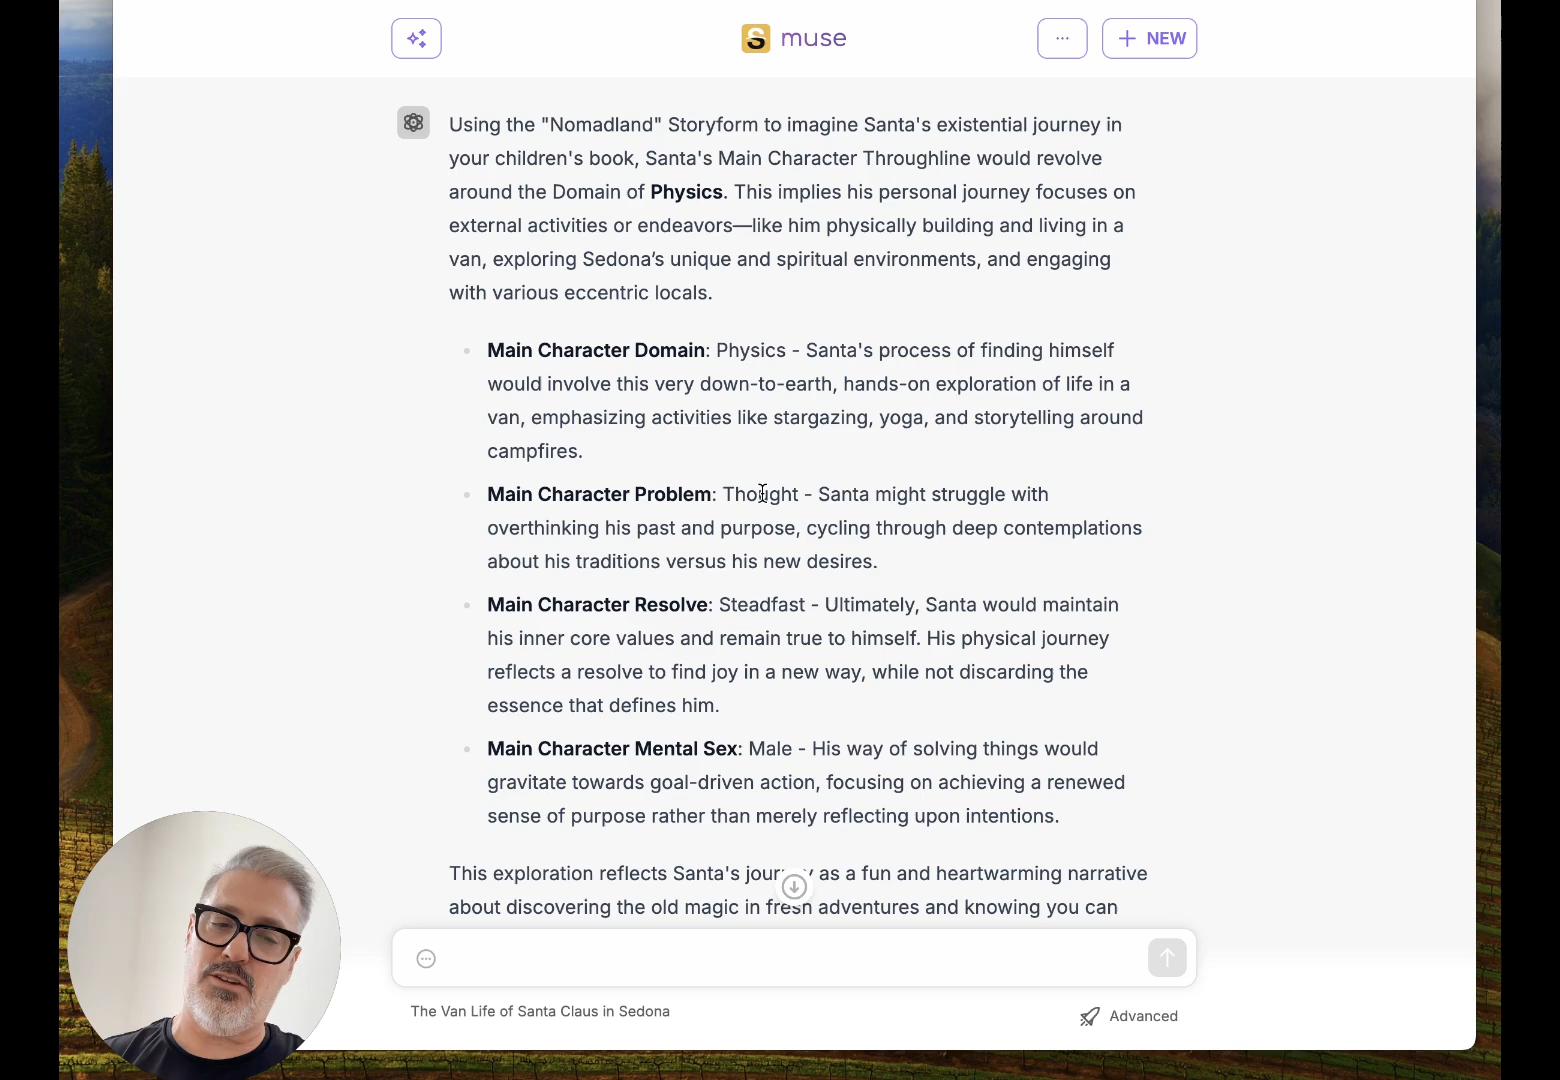 S muse
... + NEW
Using the "Nomadland" Storyform to imagine Santa's existential journey in
your children's book, Santa's Main Character Throughline would revolve
around the Domain of Physics. This implies his personal journey focuses on
external activities or endeavors—like him physically building and living in a
van, exploring Sedona’s unique and spiritual environments, and engaging
with various eccentric locals.
Main Character Domain: Physics - Santa's process of finding himself
would involve this very down-to-earth, hands-on exploration of life in a
van, emphasizing activities like stargazing, yoga, and storytelling around
campfires.
Main Character Problem: Thought - Santa might struggle with
overthinking his past and purpose, cycling through deep contemplations
about his traditions versus his new desires.
Main Character Resolve: Steadfast - Ultimately, Santa would maintain
his inner core values and remain true to himself. His physical journey
reflects a resolve to find joy in a new way, while not discarding the
essence that defines him.
Main Character Mental Sex: Male - His way of solving things would
gravitate towards goal-driven action, focusing on achieving a renewed
sense of purpose rather than merely reflecting upon intentions.
This exploration reflects Santa's journey as a fun and heartwarming narrative
about discovering the old magic in fresh adventures and knowing you can
The Van Life of Santa Claus in Sedona
Advanced